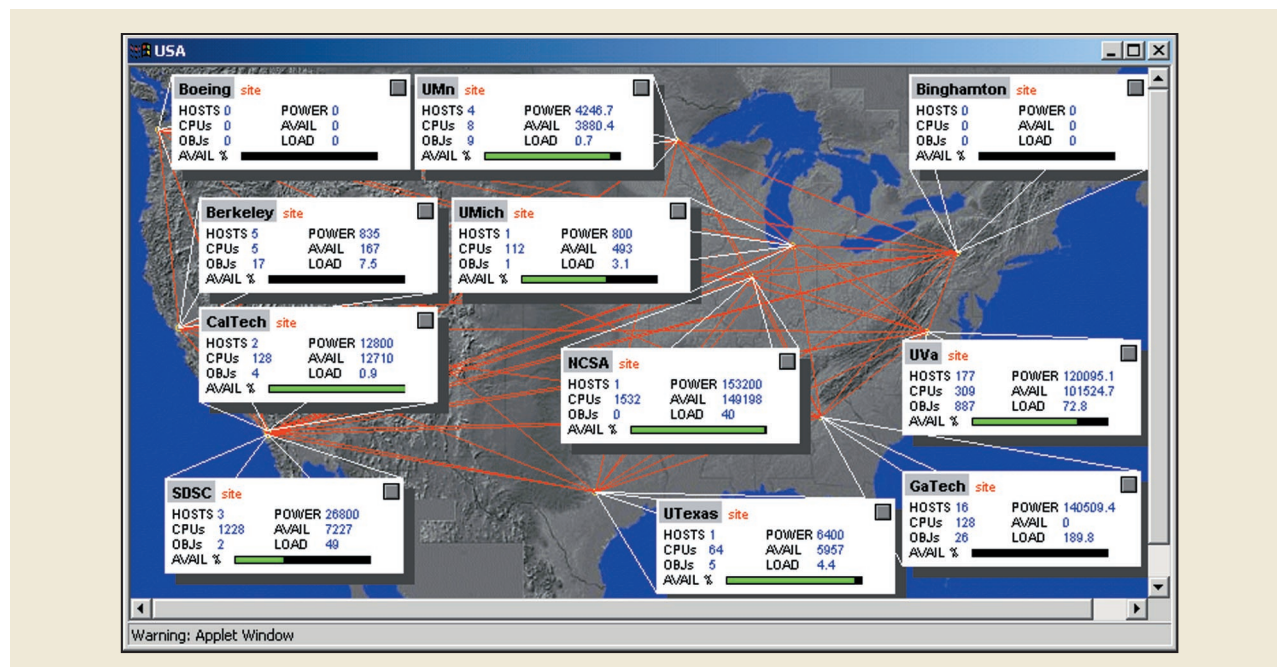 USA
Boeing site
HOSTS 0 POWER 0
CPUs 0 AVAIL 0
OBJs 0 LOAD 0
AVAIL %
UMn site
HOSTS 4 POWER 4246.7
CPUs 8 AVAIL 3880.4
OBJs 9 LOAD 0.7
AVAIL %
Binghamton site
HOSTS 0 POWER 0
CPUs 0 AVAIL 0
OBJs 0 LOAD 0
AVAIL %
Berkeley site
HOSTS 5 POWER 835
CPUs 5 AVAIL 167
OBJs 17 LOAD 7.5
AVAIL %
UMich site
HOSTS 1 POWER 800
CPUs 112 AVAIL 493
OBJs 1 LOAD 3.1
AVAIL %
CalTech site
HOSTS 2 POWER 12800
CPUs 128 AVAIL 12710
OBJs 4 LOAD 0.9
AVAIL %
NCSA site
HOSTS 1 POWER 153200
CPUs 1532 AVAIL 149198
OBJs 0 LOAD 40
AVAIL %
UVa site
HOSTS 177 POWER 120095.1
CPUs 309 AVAIL 101524.7
OBJs 887 LOAD 72.8
AVAIL %
SDSC site
HOSTS 3 POWER 26800
CPUs 1228 AVAIL 7227
OBJs 2 LOAD 49
AVAIL %
UTexas site
HOSTS 1 POWER 6400
CPUs 64 AVAIL 5957
OBJs 5 LOAD 4.4
AVAIL %
GaTech site
HOSTS 16 POWER 140509.4
CPUs 128 AVAIL 0
OBJs 26 LOAD 189.8
AVAIL %
Warning: Applet Window